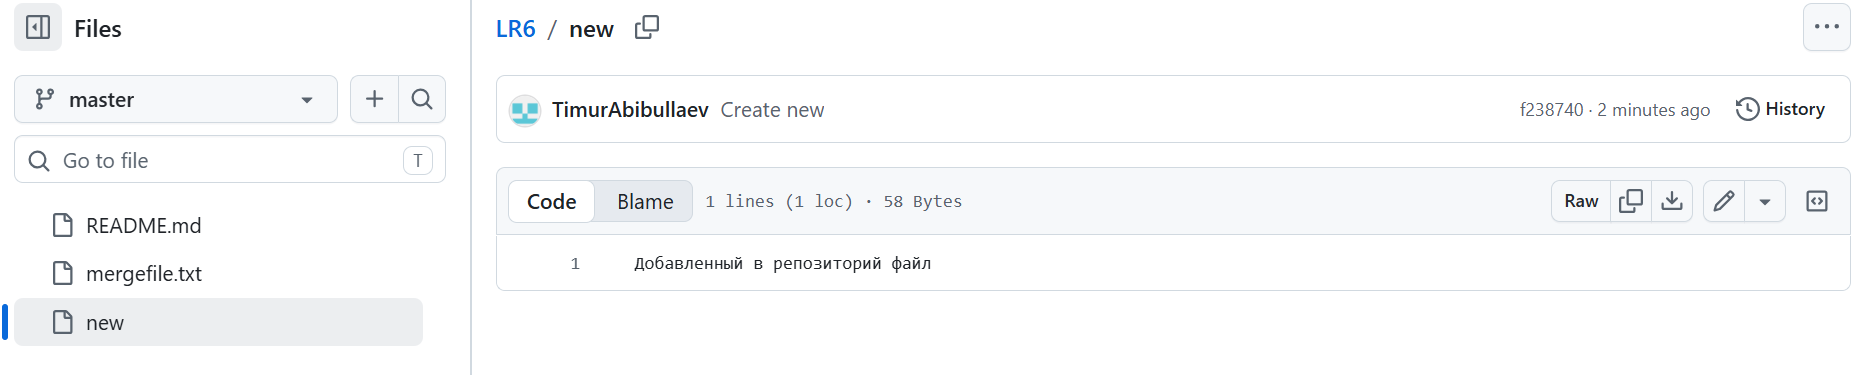 Files
master
Go to file
T
README.md
mergefile.txt
new
LR6 / new
TimurAbibullaev Create new
f238740 · 2 minutes ago
History
Code
Blame
1 lines (1 loc) · 58 Bytes
Raw
1 Добавленный в репозиторий файл